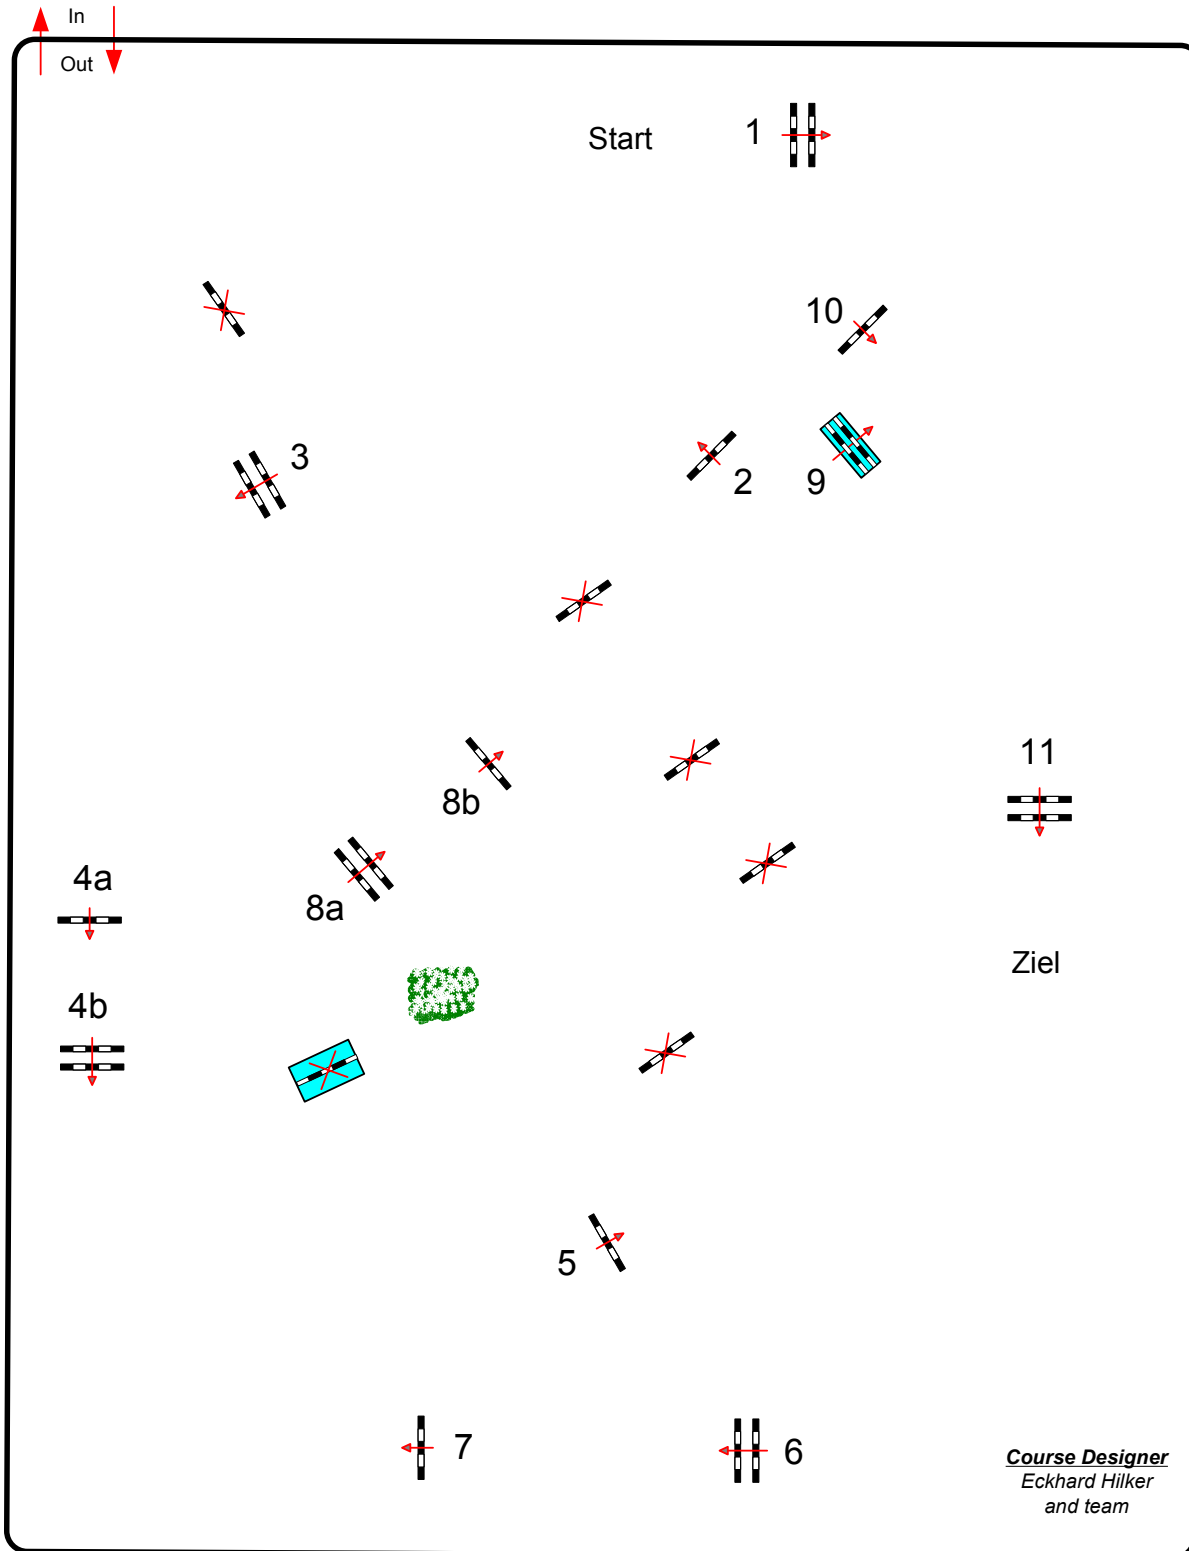 In
Out
Start
1
10
3
2
9
8b
11
4a
8a
Ziel
4b
5
7
6
Course Designer
Eckhard Hilker
and team